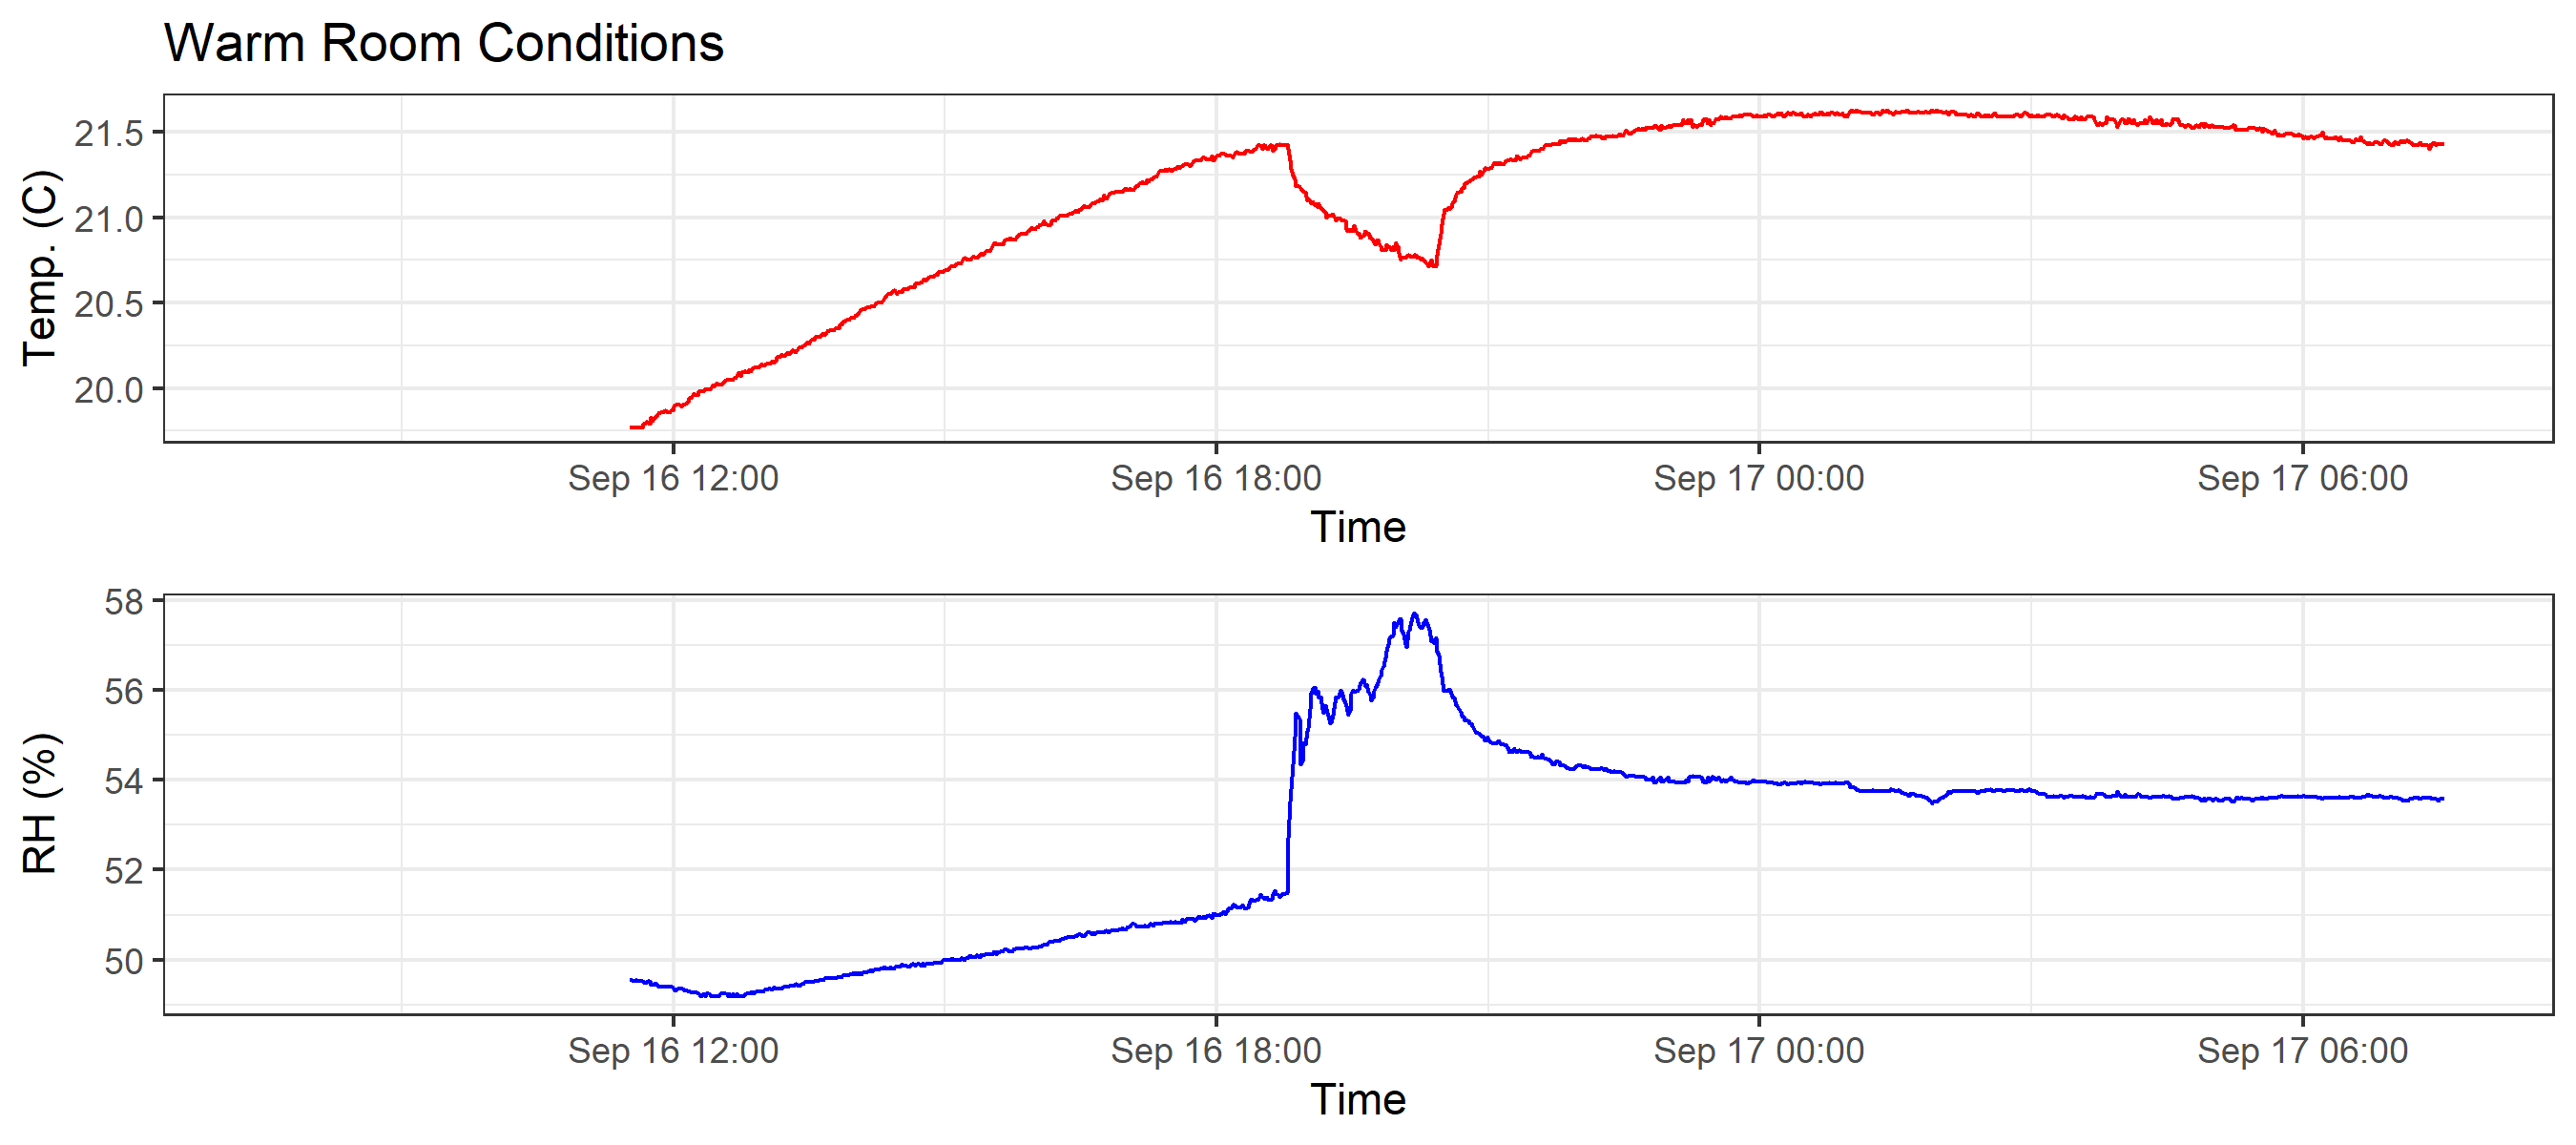 Warm Room Conditions
Temp. (C)
21.5
21.0
20.5
20.0
Sep 16 12:00 Sep 16 18:00 Sep 17 00:00 Sep 17 06:00
Time
RH (%)
58
56
54
52
50
Sep 16 12:00 Sep 16 18:00 Sep 17 00:00 Sep 17 06:00
Time